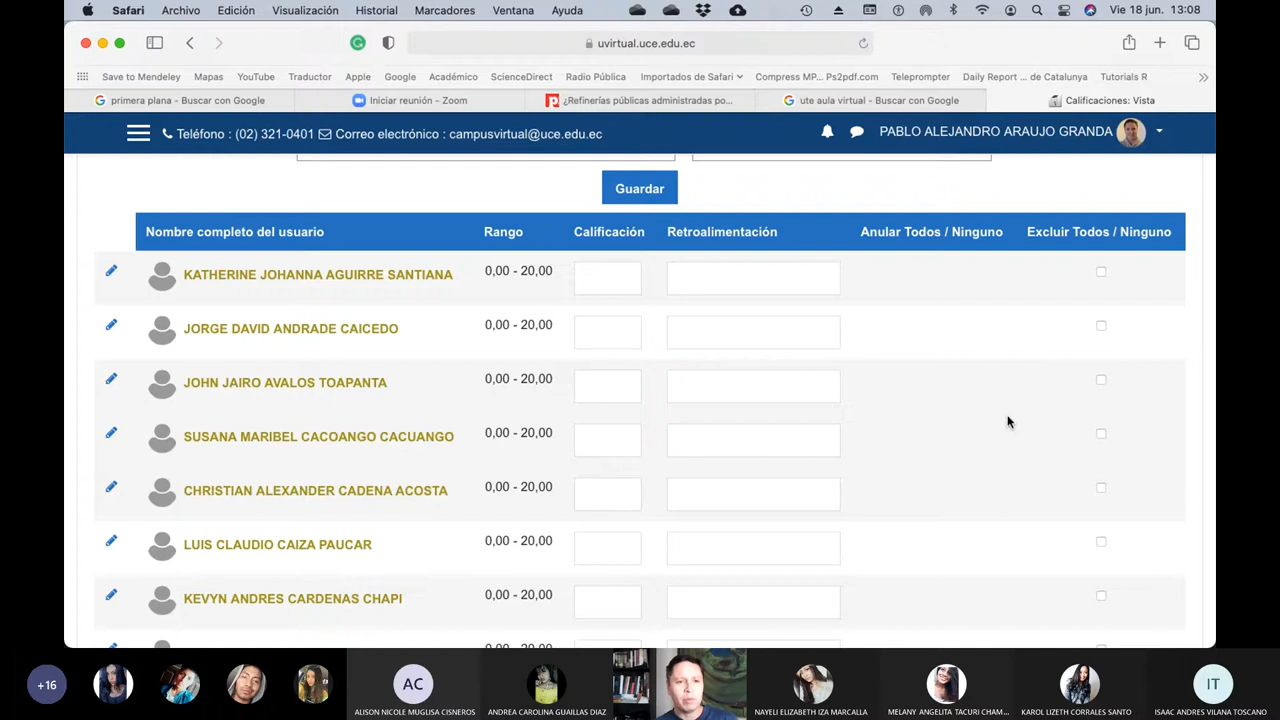 Safari Archivo Edición Visualización Historial Marcadores Ventana Ayuda Vie 18 jun. 13:08
uvirtual.uce.edu.ec
Save to Mendeley Mapas YouTube Traductor Apple Google Académico ScienceDirect Radio Pública Importados de Safari Compress MP... Ps2pdf.com Teleprompter Daily Report ... de Catalunya Tutorials R
primera plana - Buscar con Google Iniciar reunión - Zoom ¿Refinerías públicas administradas po... ute aula virtual - Buscar con Google Calificaciones: Vista
Teléfono : (02) 321-0401 Correo electrónico : campusvirtual@uce.edu.ec PABLO ALEJANDRO ARAUJO GRANDA
Guardar
Nombre completo del usuario Rango Calificación Retroalimentación Anular Todos / Ninguno Excluir Todos / Ninguno
KATHERINE JOHANNA AGUIRRE SANTIANA 0,00 - 20,00
JORGE DAVID ANDRADE CAICEDO 0,00 - 20,00
JOHN JAIRO AVALOS TOAPANTA 0,00 - 20,00
SUSANA MARIBEL CACOANGO CACUANGO 0,00 - 20,00
CHRISTIAN ALEXANDER CADENA ACOSTA 0,00 - 20,00
LUIS CLAUDIO CAIZA PAUCAR 0,00 - 20,00
KEVYN ANDRES CARDENAS CHAPI 0,00 - 20,00
0,00 - 20,00
+16 AC IT
ALISON NICOLE MUGLISA CISNEROS ANDREA CAROLINA GUAILLAS DIAZ NAYELI ELIZABETH IZA MARCALLA MELANY ANGELITA TACURI CHAM... KAROL LIZETH CORRALES SANTO ISAAC ANDRES VILANA TOSCANO